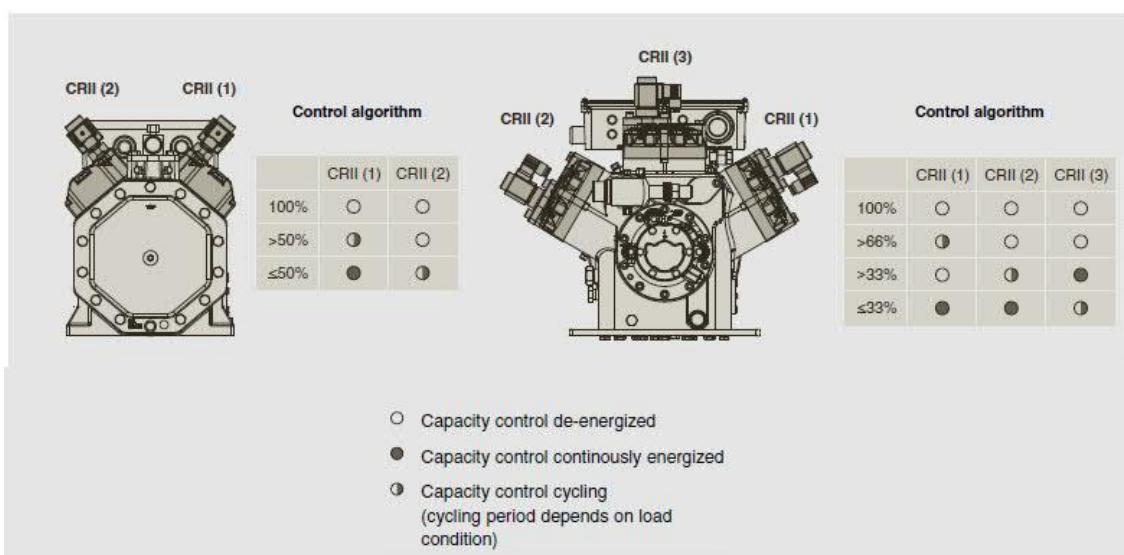 CRII (2) CRII (1)
Control algorithm
CRII (1) CRII (2)
100% ○ ○
>50% ◑ ○
≤50% ● ◑
CRII (3)
CRII (2) CRII (1)
Control algorithm
CRII (1) CRII (2) CRII (3)
100% ○ ○ ○
>66% ◑ ○ ○
>33% ○ ◑ ●
≤33% ● ● ◑
○ Capacity control de-energized
● Capacity control continously energized
◑ Capacity control cycling
(cycling period depends on load
condition)